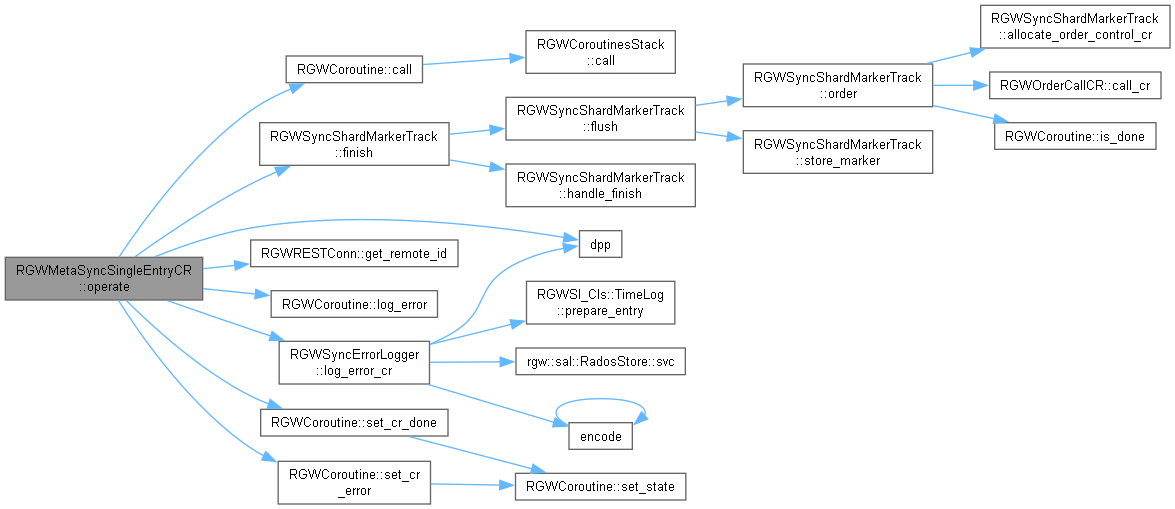 RGWSyncShardMarkerTrack
::allocate_order_control_cr
RGWCoroutinesStack
::call
RGWCoroutine::call
RGWSyncShardMarkerTrack
::order
RGWOrderCallCR::call_cr
RGWSyncShardMarkerTrack
::flush
RGWCoroutine::is_done
RGWSyncShardMarkerTrack
::finish
RGWSyncShardMarkerTrack
::store_marker
RGWSyncShardMarkerTrack
::handle_finish
dpp
RGWRESTConn::get_remote_id
RGWMetaSyncSingleEntryCR
::operate
RGWCoroutine::log_error
RGWSI_Cls::TimeLog
::prepare_entry
RGWSyncErrorLogger
::log_error_cr
rgw::sal::RadosStore::svc
RGWCoroutine::set_cr_done
encode
RGWCoroutine::set_cr
_error
RGWCoroutine::set_state